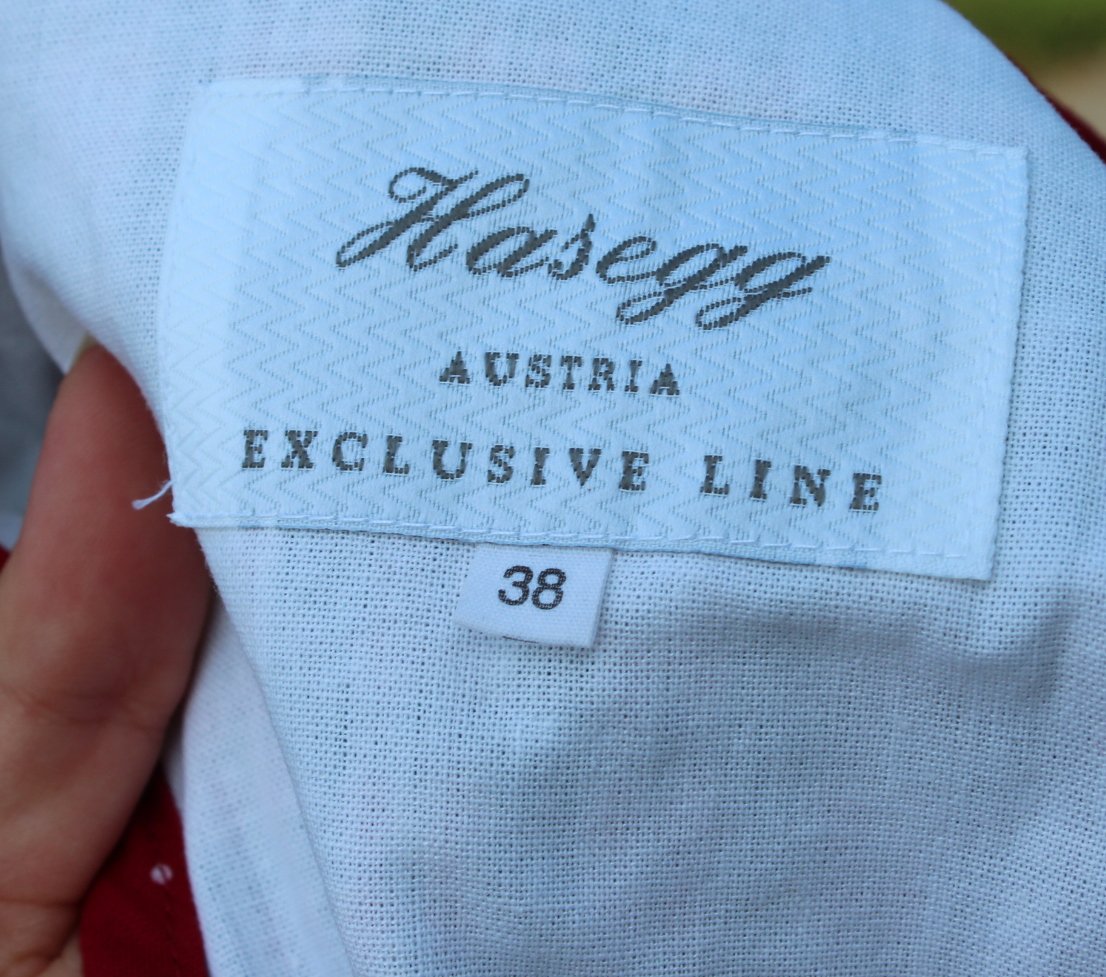 Hasegg
AUSTRIA
EXCLUSIVE LINE
38